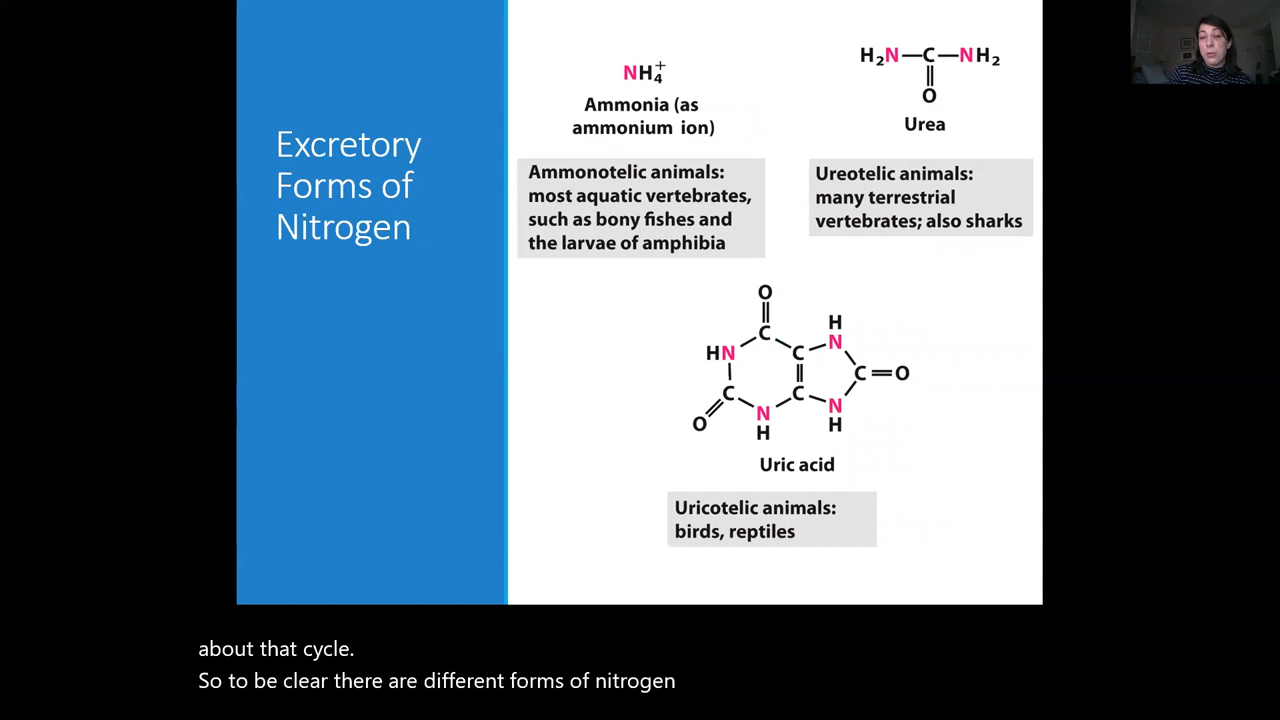 Excretory
Forms of
Nitrogen
NH₄⁺
Ammonia (as
ammonium ion)
Ammonotelic animals:
most aquatic vertebrates,
such as bony fishes and
the larvae of amphibia
H₂N—C—NH₂
O
Urea
Ureotelic animals:
many terrestrial
vertebrates; also sharks
O
H
C
N
HN
C
C=O
C
C
N
N
O
H
H
Uric acid
Uricotelic animals:
birds, reptiles
about that cycle.
So to be clear there are different forms of nitrogen